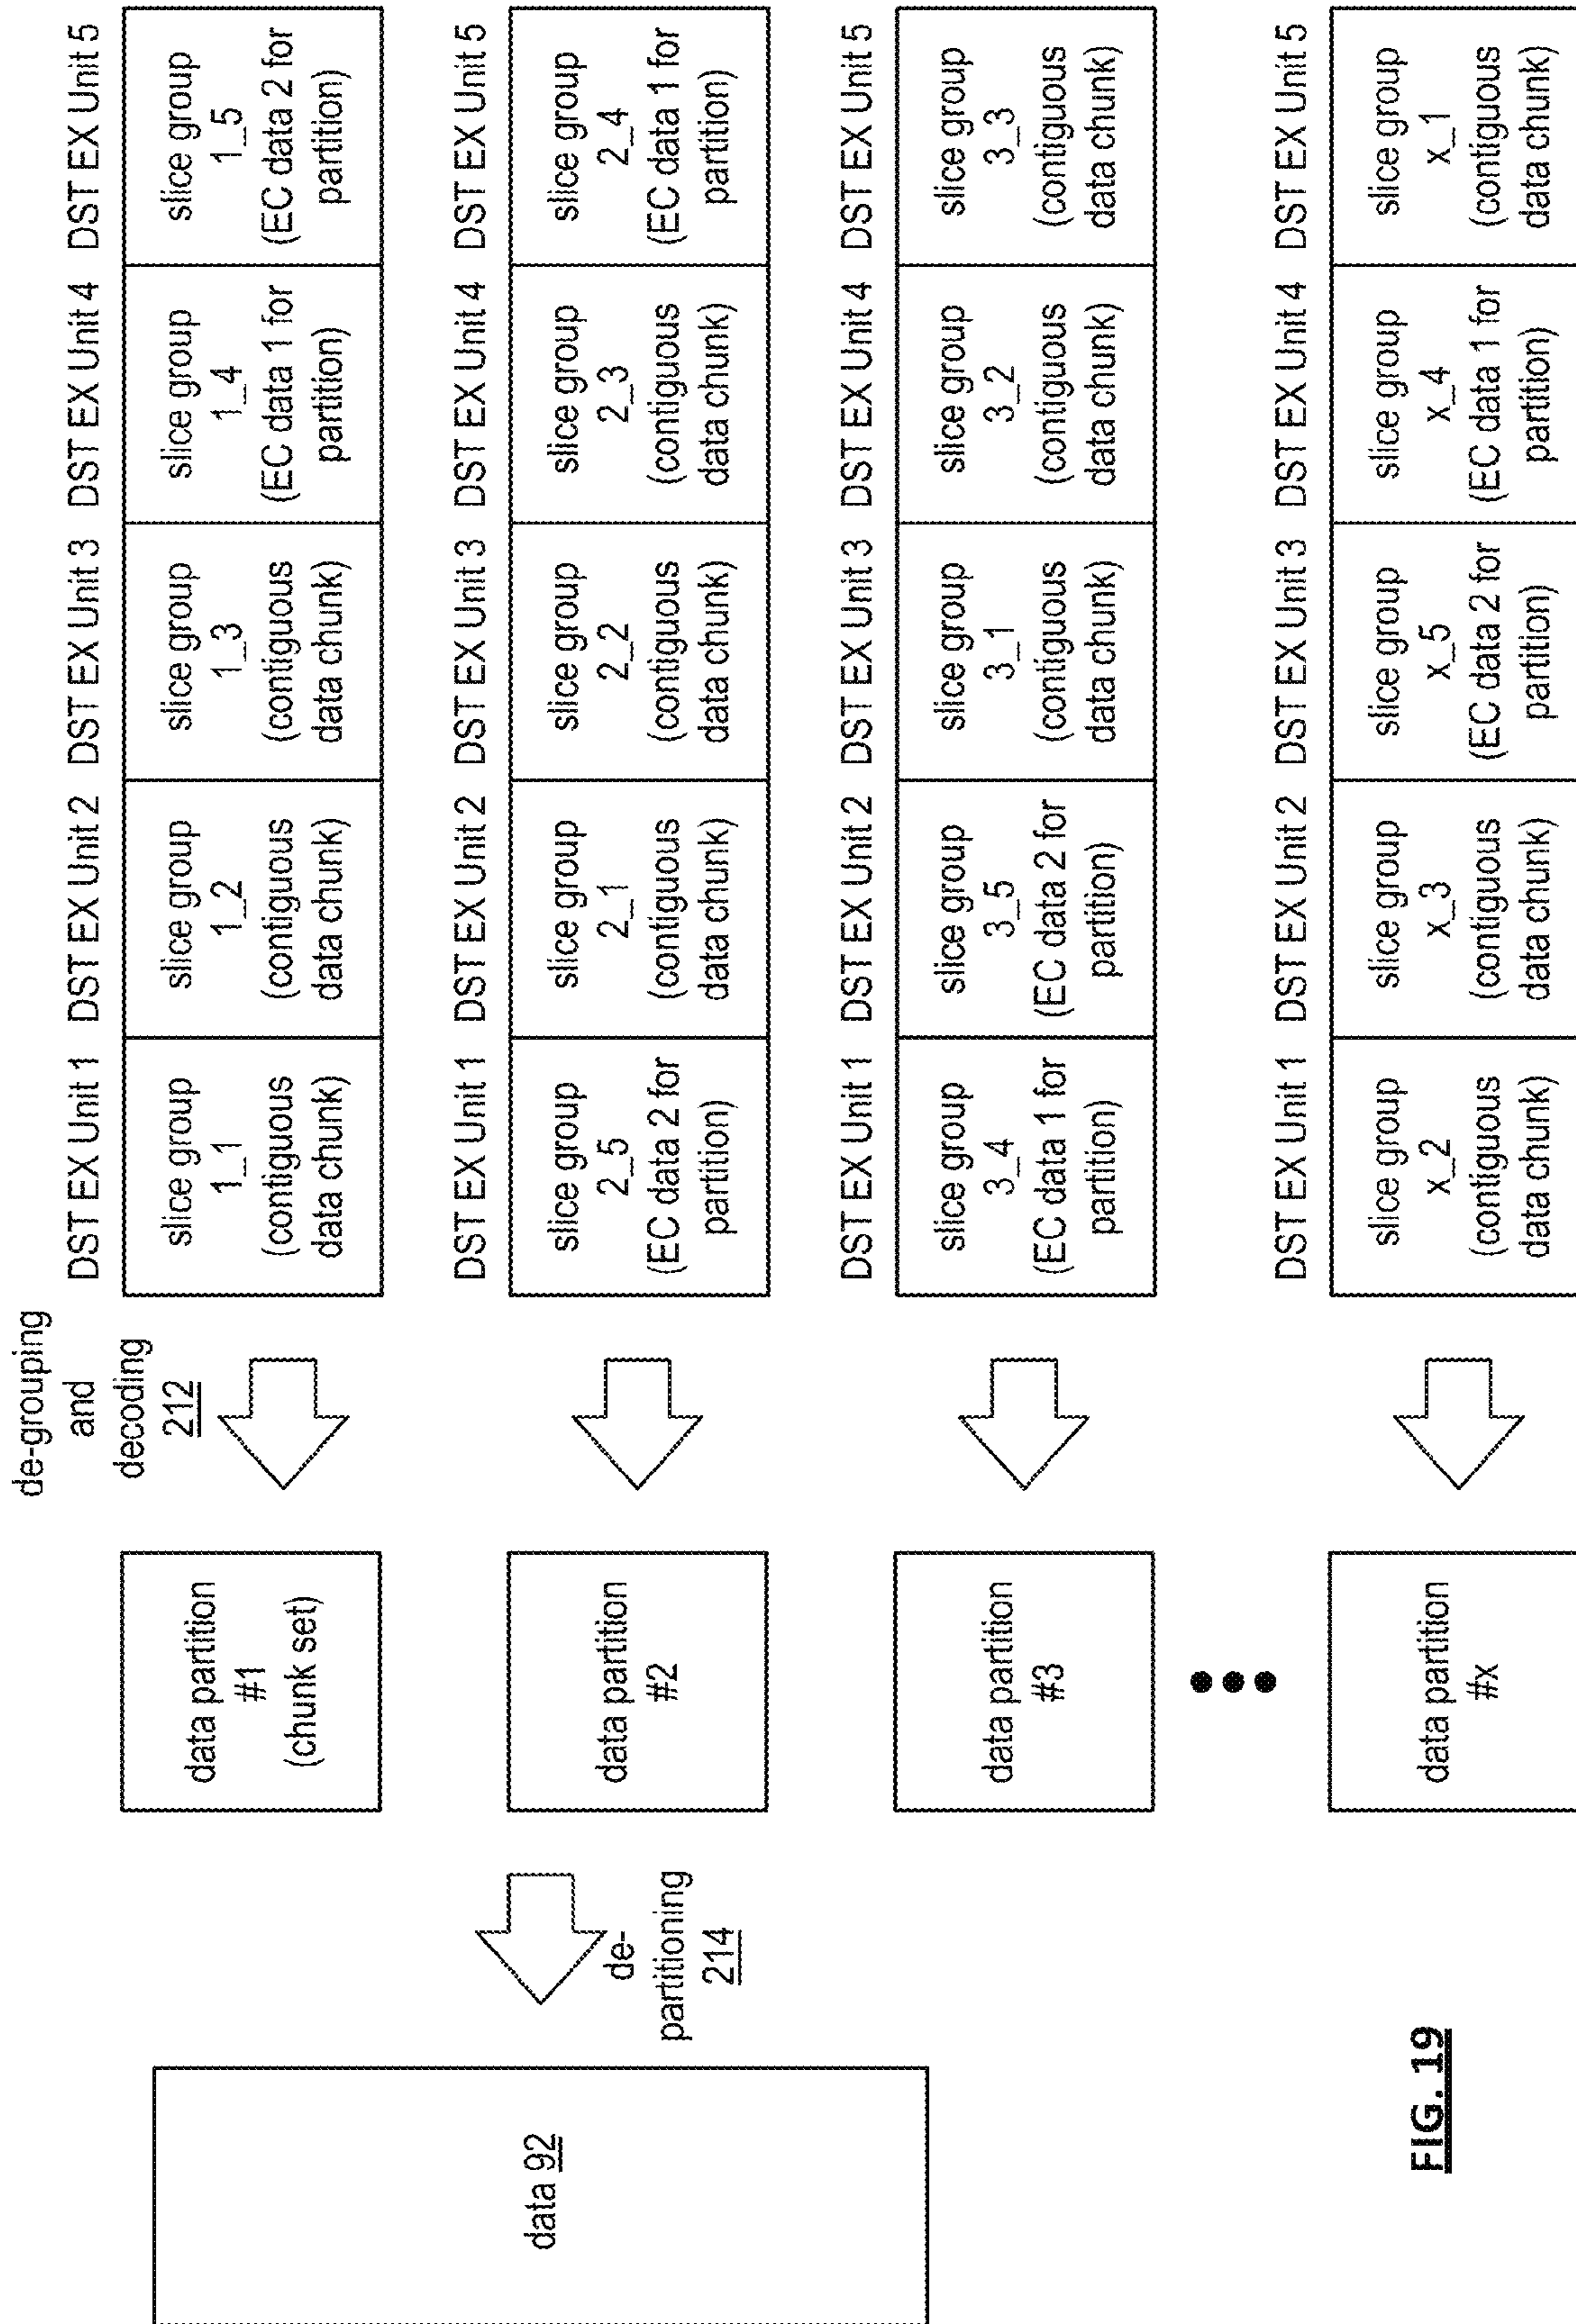 data 92
de-
partitioning
214
FIG. 19
data partition
#1
(chunk set)
data partition
#2
data partition
#3
data partition
#x
de-grouping
and
decoding
212
DST EX Unit 1 DST EX Unit 2 DST EX Unit 3 DST EX Unit 4 DST EX Unit 5
slice group
1_1
(contiguous
data chunk)
slice group
1_2
(contiguous
data chunk)
slice group
1_3
(contiguous
data chunk)
slice group
1_4
(EC data 1 for
partition)
slice group
1_5
(EC data 2 for
partition)
DST EX Unit 1 DST EX Unit 2 DST EX Unit 3 DST EX Unit 4 DST EX Unit 5
slice group
2_5
(EC data 2 for
partition)
slice group
2_1
(contiguous
data chunk)
slice group
2_2
(contiguous
data chunk)
slice group
2_3
(contiguous
data chunk)
slice group
2_4
(EC data 1 for
partition)
DST EX Unit 1 DST EX Unit 2 DST EX Unit 3 DST EX Unit 4 DST EX Unit 5
slice group
3_4
(EC data 1 for
partition)
slice group
3_5
(EC data 2 for
partition)
slice group
3_1
(contiguous
data chunk)
slice group
3_2
(contiguous
data chunk)
slice group
3_3
(contiguous
data chunk)
DST EX Unit 1 DST EX Unit 2 DST EX Unit 3 DST EX Unit 4 DST EX Unit 5
slice group
x_2
(contiguous
data chunk)
slice group
x_3
(contiguous
data chunk)
slice group
x_5
(EC data 2 for
partition)
slice group
x_4
(EC data 1 for
partition)
slice group
x_1
(contiguous
data chunk)